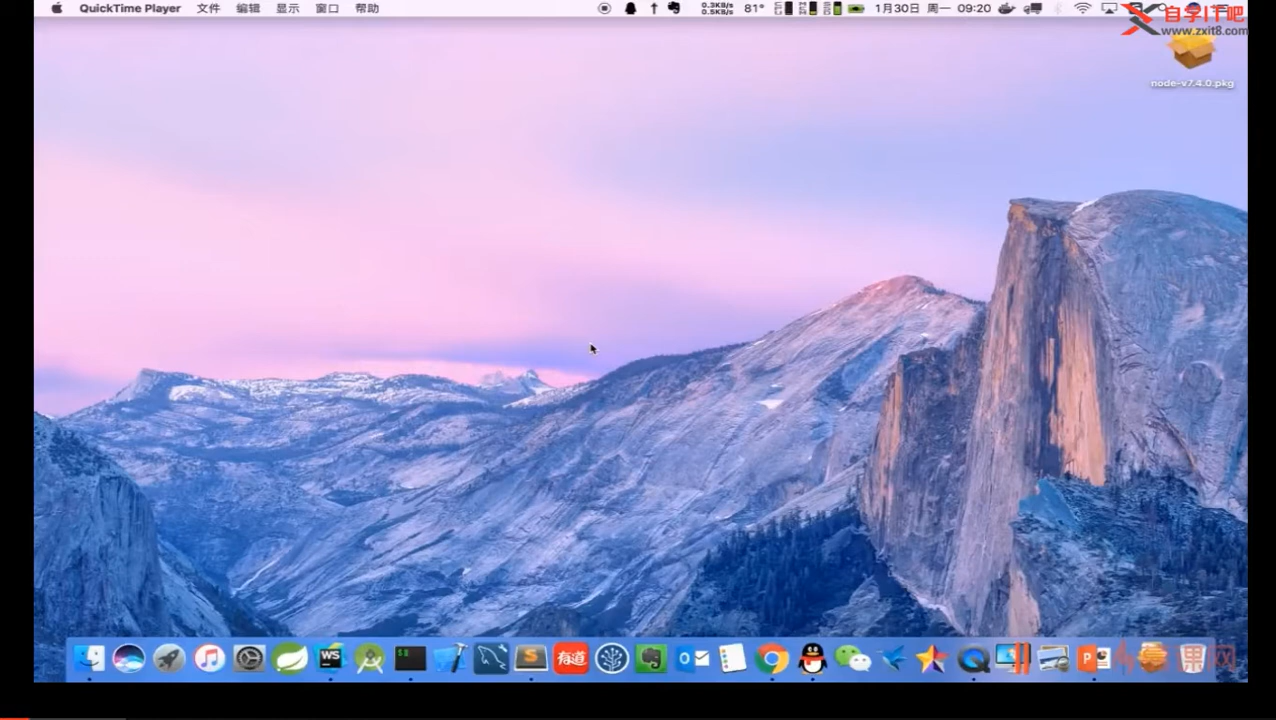 QuickTime Player 文件 编辑 显示 窗口 帮助
0.3KB/s
0.5KB/s
81°
1月30日 周一 09:20
自学IT吧
www.zxit8.com
node-v7.4.0.pkg
WS
$
S
有道
O
P
课网